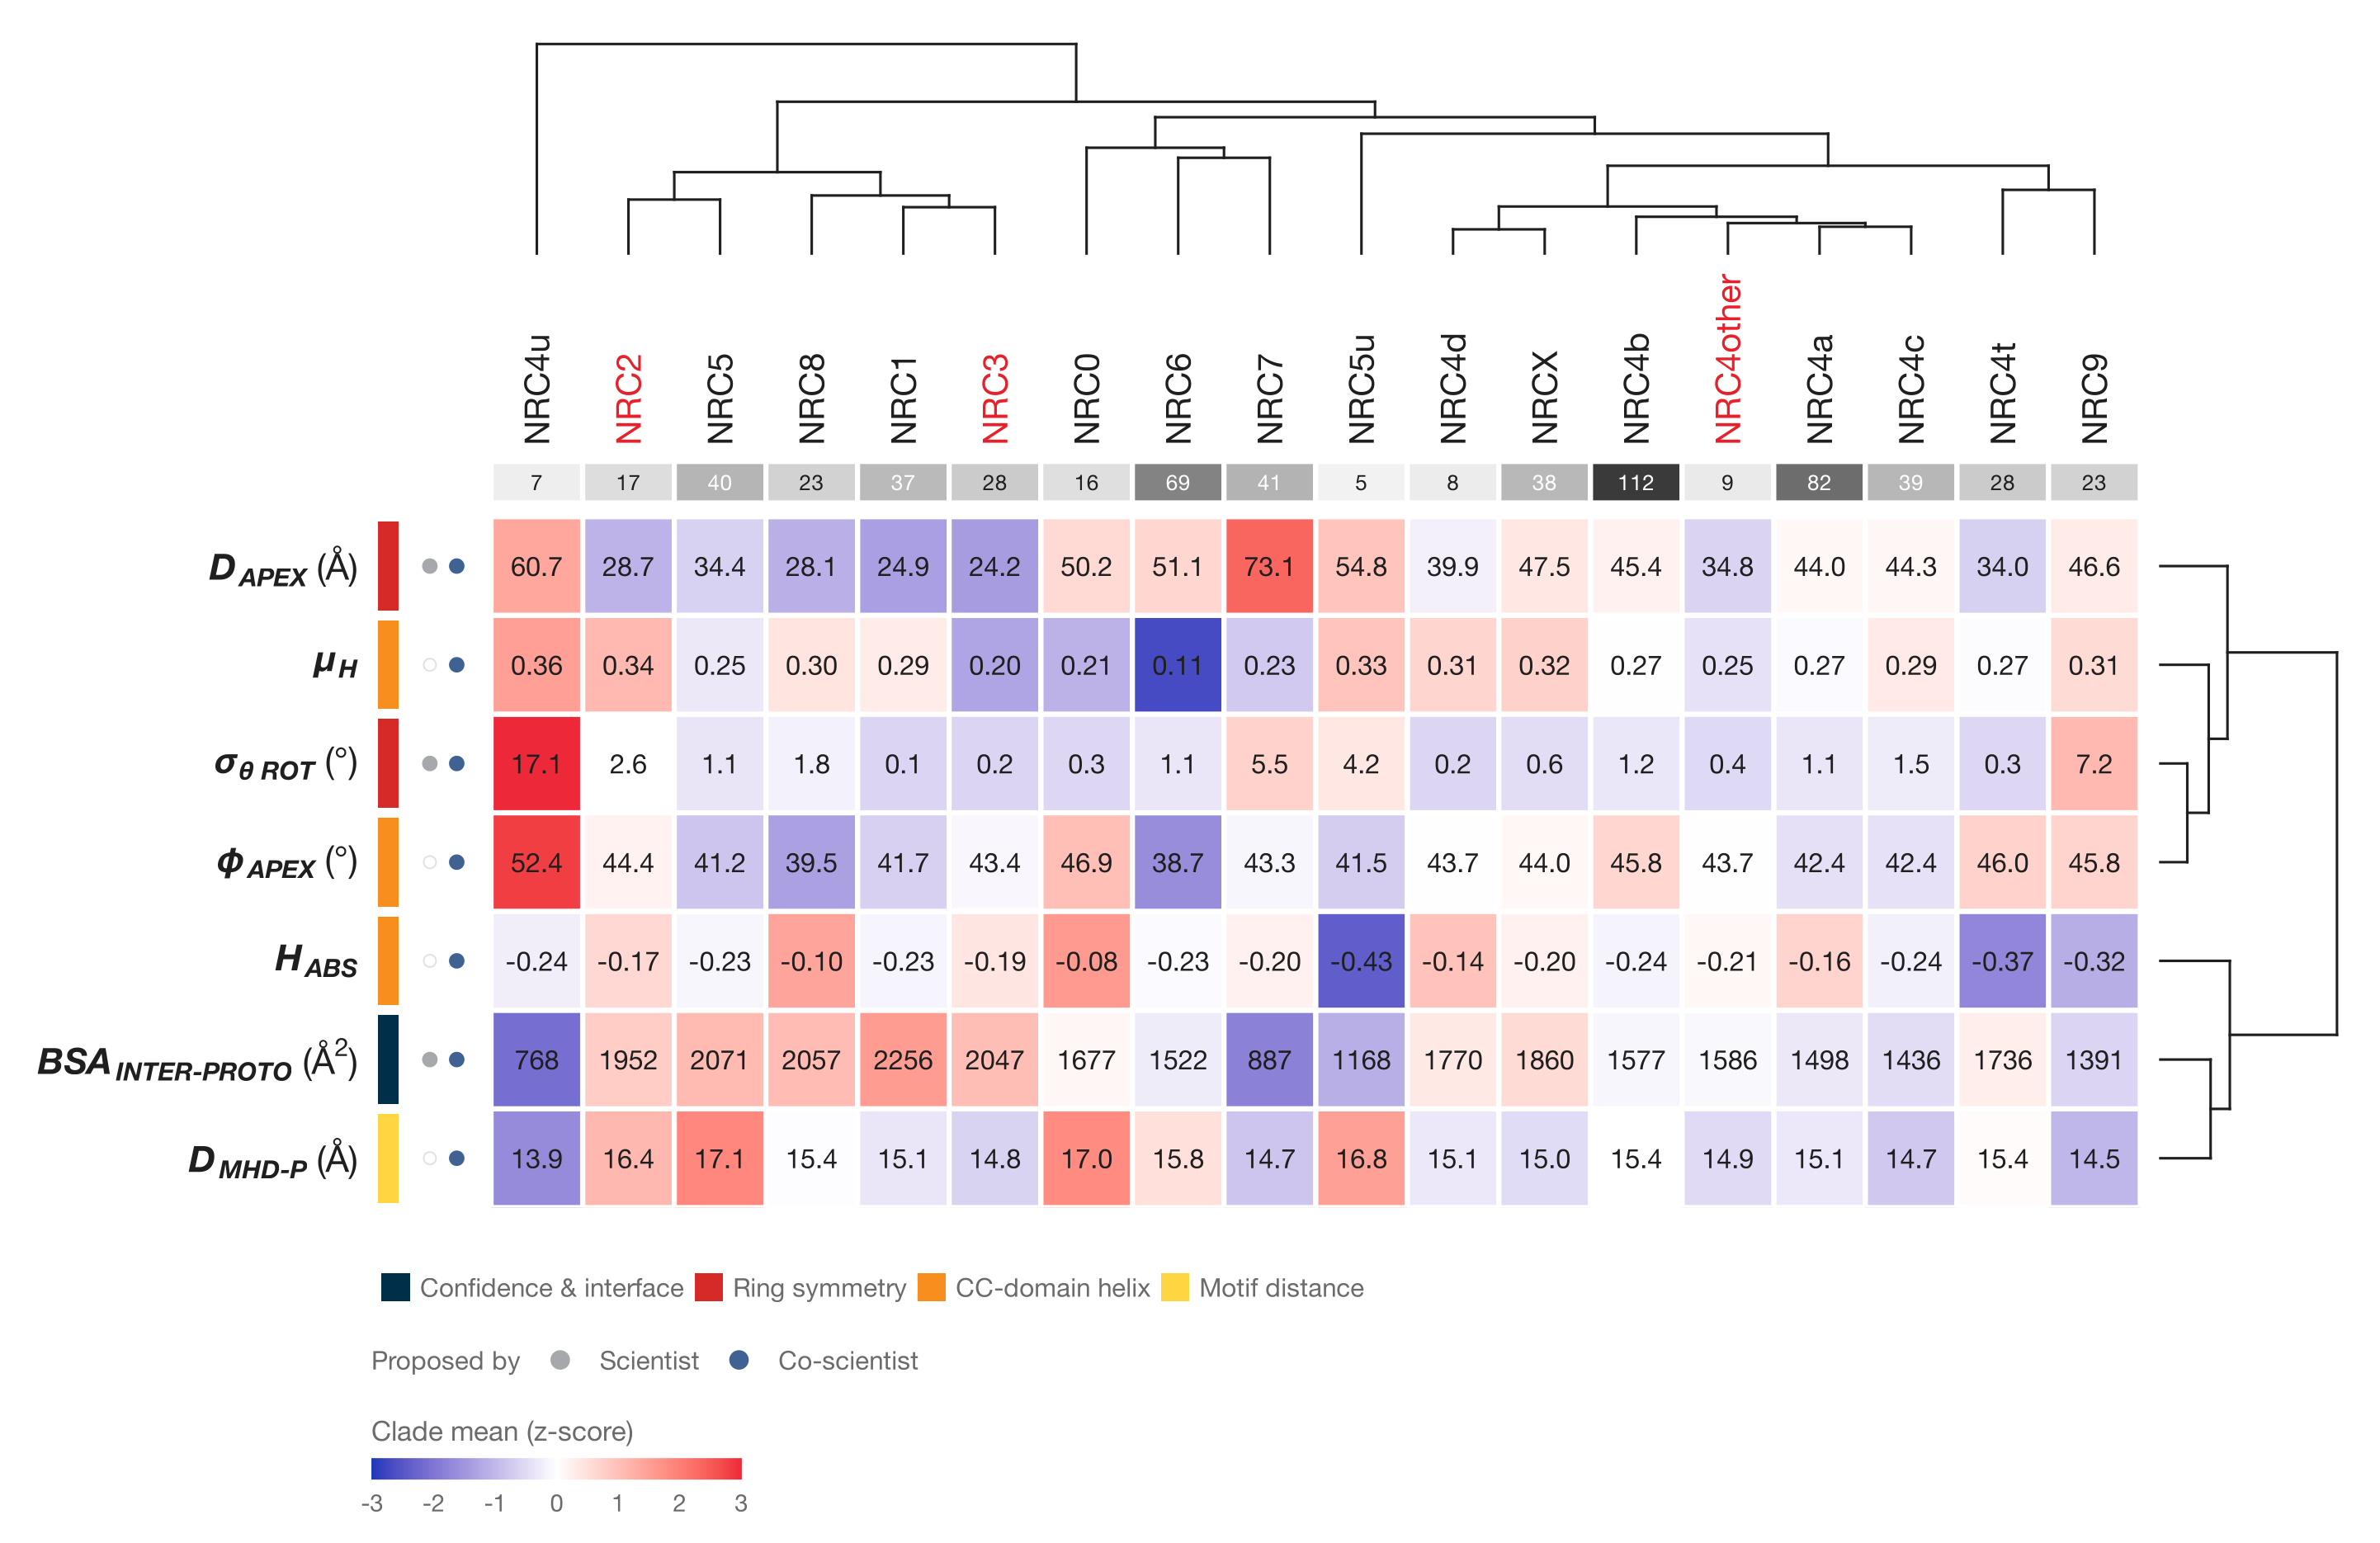 NRC4u NRC2 NRC5 NRC8 NRC1 NRC3 NRC0 NRC6 NRC7 NRC5u NRC4d NRCX NRC4b NRC4other NRC4a NRC4c NRC4t NRC9
7 17 40 23 37 28 16 69 41 5 8 38 112 9 82 39 28 23
D APEX (Å) 60.7 28.7 34.4 28.1 24.9 24.2 50.2 51.1 73.1 54.8 39.9 47.5 45.4 34.8 44.0 44.3 34.0 46.6
μ H 0.36 0.34 0.25 0.30 0.29 0.20 0.21 0.11 0.23 0.33 0.31 0.32 0.27 0.25 0.27 0.29 0.27 0.31
σ θ ROT (°) 17.1 2.6 1.1 1.8 0.1 0.2 0.3 1.1 5.5 4.2 0.2 0.6 1.2 0.4 1.1 1.5 0.3 7.2
ϕ APEX (°) 52.4 44.4 41.2 39.5 41.7 43.4 46.9 38.7 43.3 41.5 43.7 44.0 45.8 43.7 42.4 42.4 46.0 45.8
H ABS -0.24 -0.17 -0.23 -0.10 -0.23 -0.19 -0.08 -0.23 -0.20 -0.43 -0.14 -0.20 -0.24 -0.21 -0.16 -0.24 -0.37 -0.32
BSA INTER-PROTO (Å2) 768 1952 2071 2057 2256 2047 1677 1522 887 1168 1770 1860 1577 1586 1498 1436 1736 1391
D MHD-P (Å) 13.9 16.4 17.1 15.4 15.1 14.8 17.0 15.8 14.7 16.8 15.1 15.0 15.4 14.9 15.1 14.7 15.4 14.5
Confidence & interface Ring symmetry CC-domain helix Motif distance
Proposed by Scientist Co-scientist
Clade mean (z-score)
-3 -2 -1 0 1 2 3